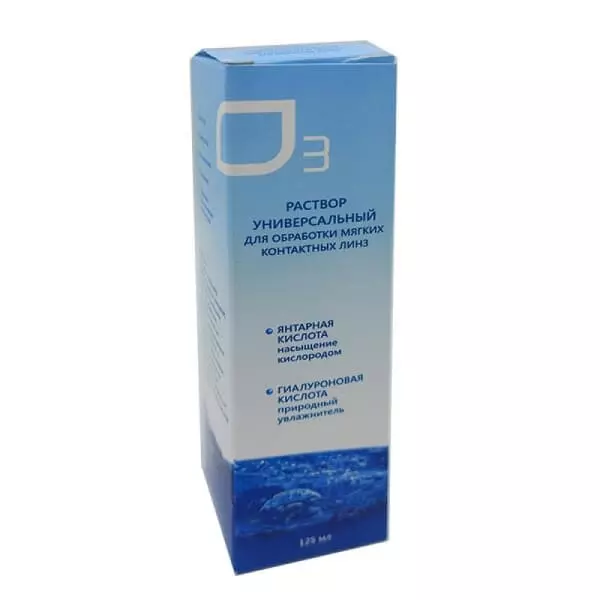 O3
РАСТВОР
УНИВЕРСАЛЬНЫЙ
ДЛЯ ОБРАБОТКИ МЯГКИХ
КОНТАКТНЫХ ЛИНЗ
ЯНТАРНАЯ
КИСЛОТА
насыщение
кислородом
ГИАЛУРОНОВАЯ
КИСЛОТА
природный
увлажнитель
125 мл